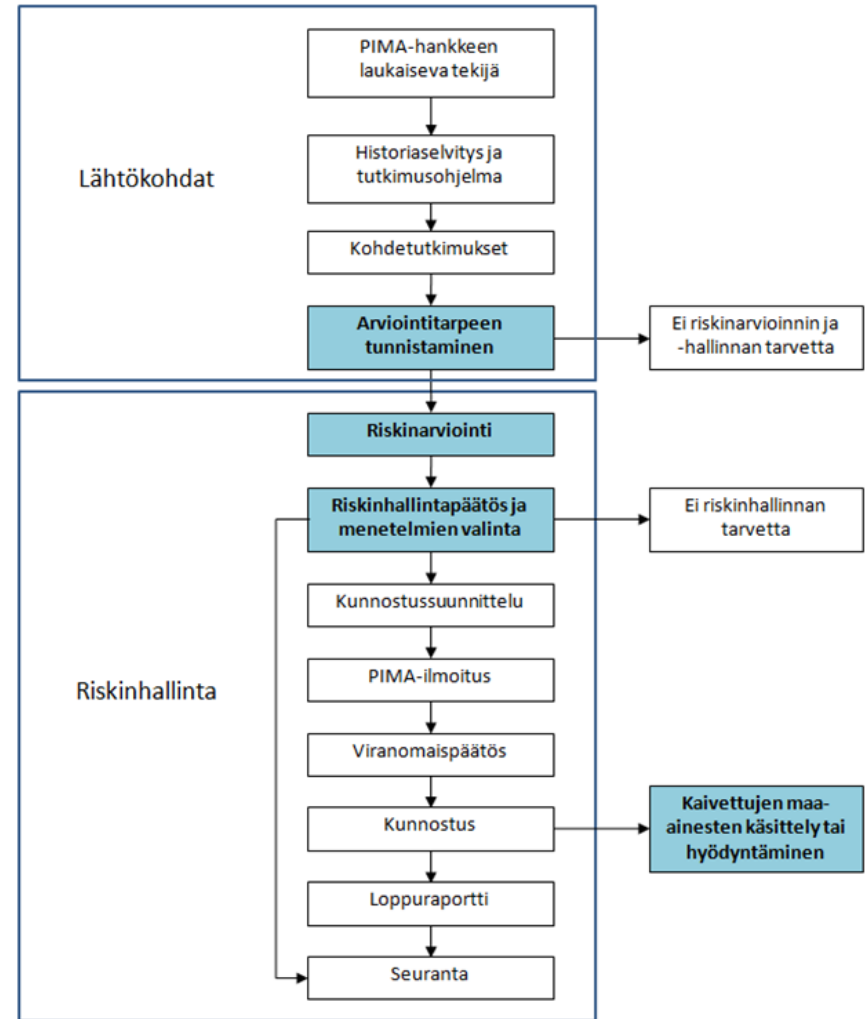 PIMA-hankkeen
laukaiseva tekijä
Historiaselvitys ja
tutkimusohjelma
Lähtökohdat
Kohdetutkimukset
Arviointitarpeen
tunnistaminen
Ei riskinarvioinnin ja
-hallinnan tarvetta
Riskinarviointi
Riskinhallintapäätös ja
menetelmien valinta
Ei riskinhallinnan
tarvetta
Kunnostussuunnittelu
Riskinhallinta
PIMA-ilmoitus
Viranomaispäätös
Kunnostus
Kaivettujen maa-
ainesten käsittely tai
hyödyntäminen
Loppuraportti
Seuranta